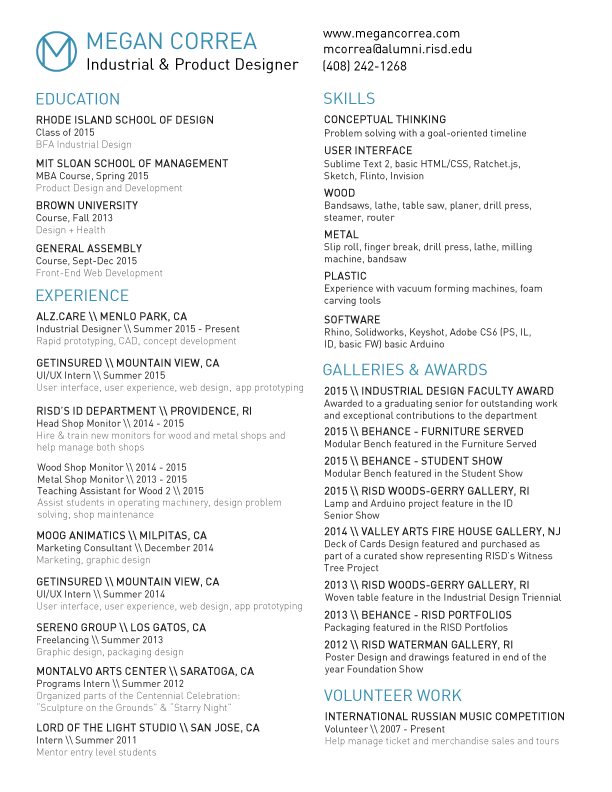 MEGAN CORREA
Industrial & Product Designer
www.megancorrea.com
mcorrea@alumni.risd.edu
(408) 242-1268
EDUCATION
RHODE ISLAND SCHOOL OF DESIGN
Class of 2015
BFA Industrial Design
MIT SLOAN SCHOOL OF MANAGEMENT
MBA Course, Spring 2015
Product Design and Development
BROWN UNIVERSITY
Course, Fall 2013
Design + Health
GENERAL ASSEMBLY
Course, Sept-Dec 2015
Front-End Web Development
EXPERIENCE
ALZ.CARE \\ MENLO PARK, CA
Industrial Designer \\ Summer 2015 - Present
Rapid prototyping, CAD, concept development
GETINSURED \\ MOUNTAIN VIEW, CA
UI/UX Intern \\ Summer 2015
User interface, user experience, web design, app prototyping
RISD'S ID DEPARTMENT \\ PROVIDENCE, RI
Head Shop Monitor \\ 2014 - 2015
Hire & train new monitors for wood and metal shops and
help manage both shops
Wood Shop Monitor \\ 2014 - 2015
Metal Shop Monitor \\ 2013 - 2015
Teaching Assistant for Wood 2 \\ 2015
Assist students in operating machinery, design problem
solving, shop maintenance
MOOG ANIMATICS \\ MILPITAS, CA
Marketing Consultant \\ December 2014
Marketing, graphic design
GETINSURED \\ MOUNTAIN VIEW, CA
UI/UX Intern \\ Summer 2014
User interface, user experience, web design, app prototyping
SERENO GROUP \\ LOS GATOS, CA
Freelancing \\ Summer 2013
Graphic design, packaging design
MONTALVO ARTS CENTER \\ SARATOGA, CA
Programs Intern \\ Summer 2012
Organized parts of the Centennial Celebration:
"Sculpture on the Grounds" & "Starry Night"
LORD OF THE LIGHT STUDIO \\ SAN JOSE, CA
Intern \\ Summer 2011
Mentor entry level students
SKILLS
CONCEPTUAL THINKING
Problem solving with a goal-oriented timeline
USER INTERFACE
Sublime Text 2, basic HTML/CSS, Ratchet.js,
Sketch, Flinto, Invision
WOOD
Bandsaws, lathe, table saw, planer, drill press,
steamer, router
METAL
Slip roll, finger break, drill press, lathe, milling
machine, bandsaw
PLASTIC
Experience with vacuum forming machines, foam
carving tools
SOFTWARE
Rhino, Solidworks, Keyshot, Adobe CS6 (PS, IL,
ID, basic FW) basic Arduino
GALLERIES & AWARDS
2015 \\ INDUSTRIAL DESIGN FACULTY AWARD
Awarded to a graduating senior for outstanding work
and exceptional contributions to the department
2015 \\ BEHANCE - FURNITURE SERVED
Modular Bench featured in the Furniture Served
2015 \\ BEHANCE - STUDENT SHOW
Modular Bench featured in the Student Show
2015 \\ RISD WOODS-GERRY GALLERY, RI
Lamp and Arduino project feature in the ID
Senior Show
2014 \\ VALLEY ARTS FIRE HOUSE GALLERY, NJ
Deck of Cards Design featured and purchased as
part of a curated show representing RISD's Witness
Tree Project
2013 \\ RISD WOODS-GERRY GALLERY, RI
Woven table feature in the Industrial Design Triennial
2013 \\ BEHANCE - RISD PORTFOLIOS
Packaging featured in the RISD Portfolios
2012 \\ RISD WATERMAN GALLERY, RI
Poster Design and drawings featured in end of the
year Foundation Show
VOLUNTEER WORK
INTERNATIONAL RUSSIAN MUSIC COMPETITION
Volunteer \\ 2007 - Present
Help manage ticket and merchandise sales and tours